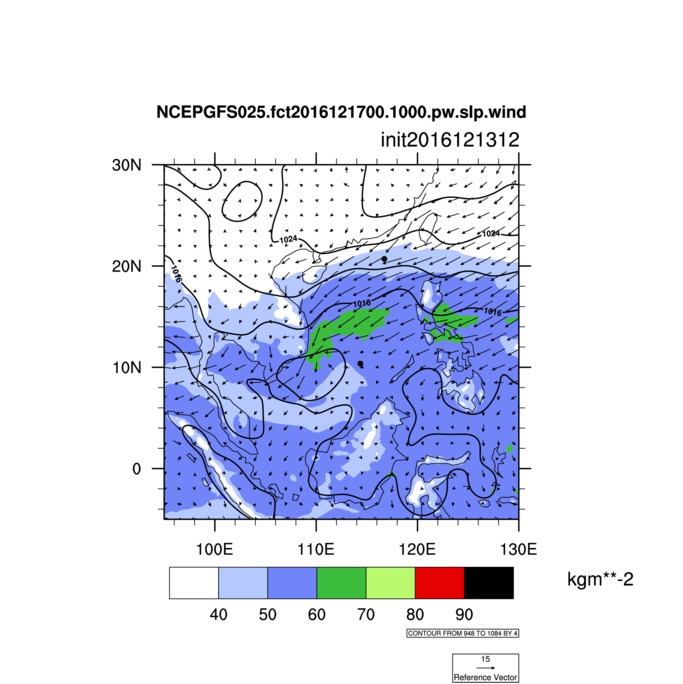 NCEPGFS025.fct2016121700.1000.pw.slp.wind
init2016121312
30N
1024
1024
20N
1016
1016
1016
10N
0
100E
110E
120E
130E
kgm**-2
40
50
60
70
80
90
CONTOUR FROM 948 TO 1084 BY 4
15
Reference Vector